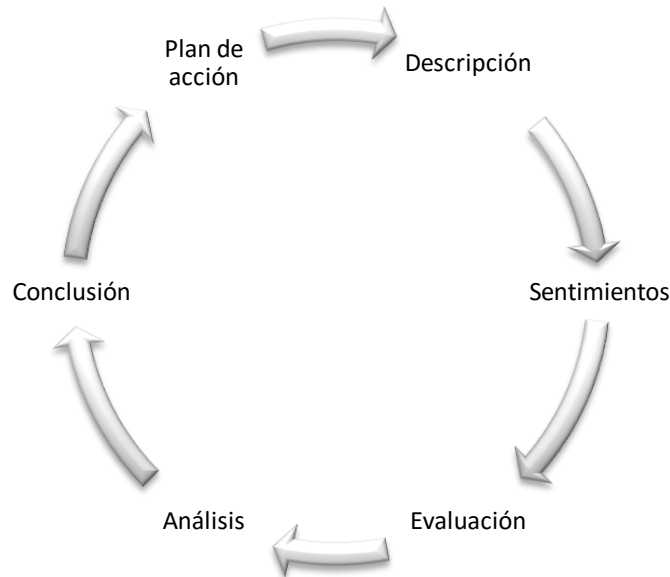 Plan de
acción
Descripción
Sentimientos
Evaluación
Análisis
Conclusión